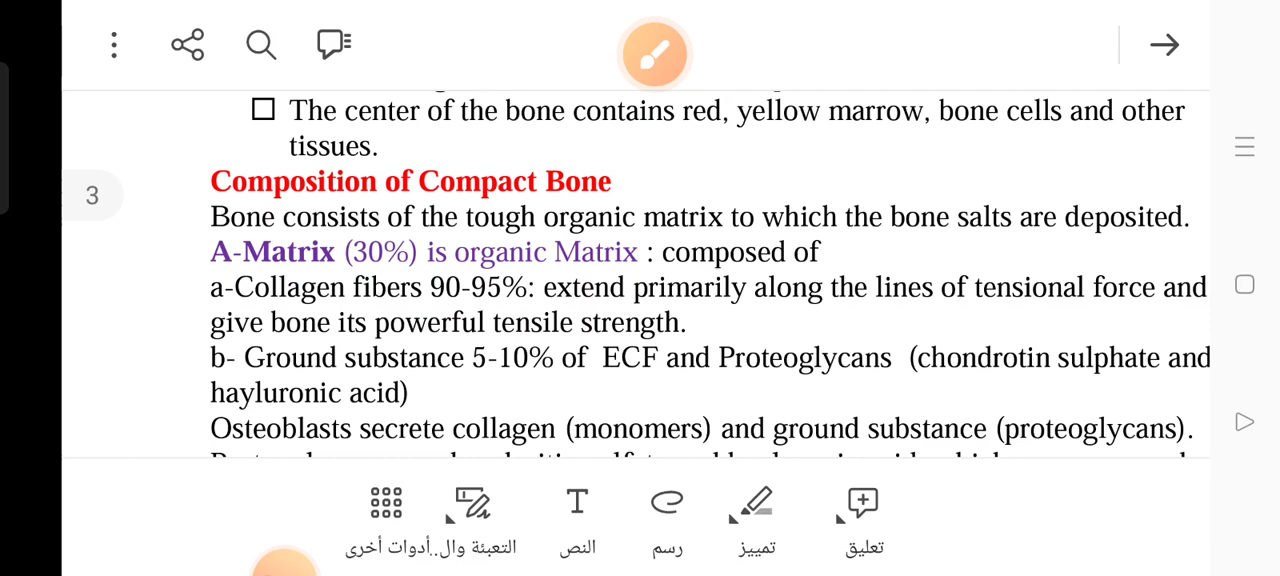 The center of the bone contains red, yellow marrow, bone cells and other
tissues.
Composition of Compact Bone
3
Bone consists of the tough organic matrix to which the bone salts are deposited.
A-Matrix (30%) is organic Matrix : composed of
a-Collagen fibers 90-95%: extend primarily along the lines of tensional force and
give bone its powerful tensile strength.
b- Ground substance 5-10% of ECF and Proteoglycans (chondrotin sulphate and
hayluronic acid)
Osteoblasts secrete collagen (monomers) and ground substance (proteoglycans).
T
تعليق
تمييز
رسم
النص
التعبئة وال..
أدوات أخرى